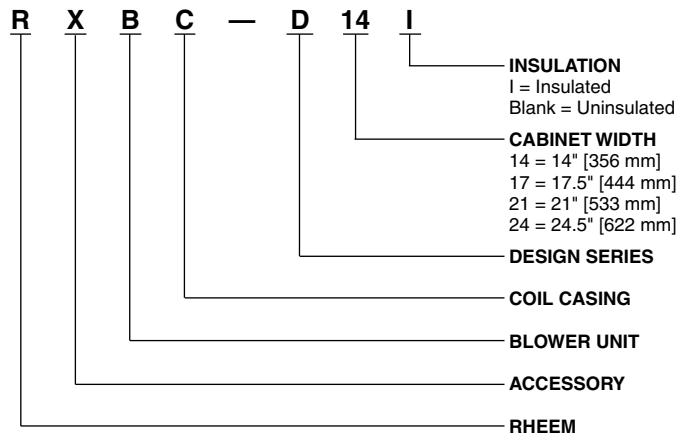 R X B C — D 14 I
INSULATION
I = Insulated
Blank = Uninsulated
CABINET WIDTH
14 = 14" [356 mm]
17 = 17.5" [444 mm]
21 = 21" [533 mm]
24 = 24.5" [622 mm]
DESIGN SERIES
COIL CASING
BLOWER UNIT
ACCESSORY
RHEEM